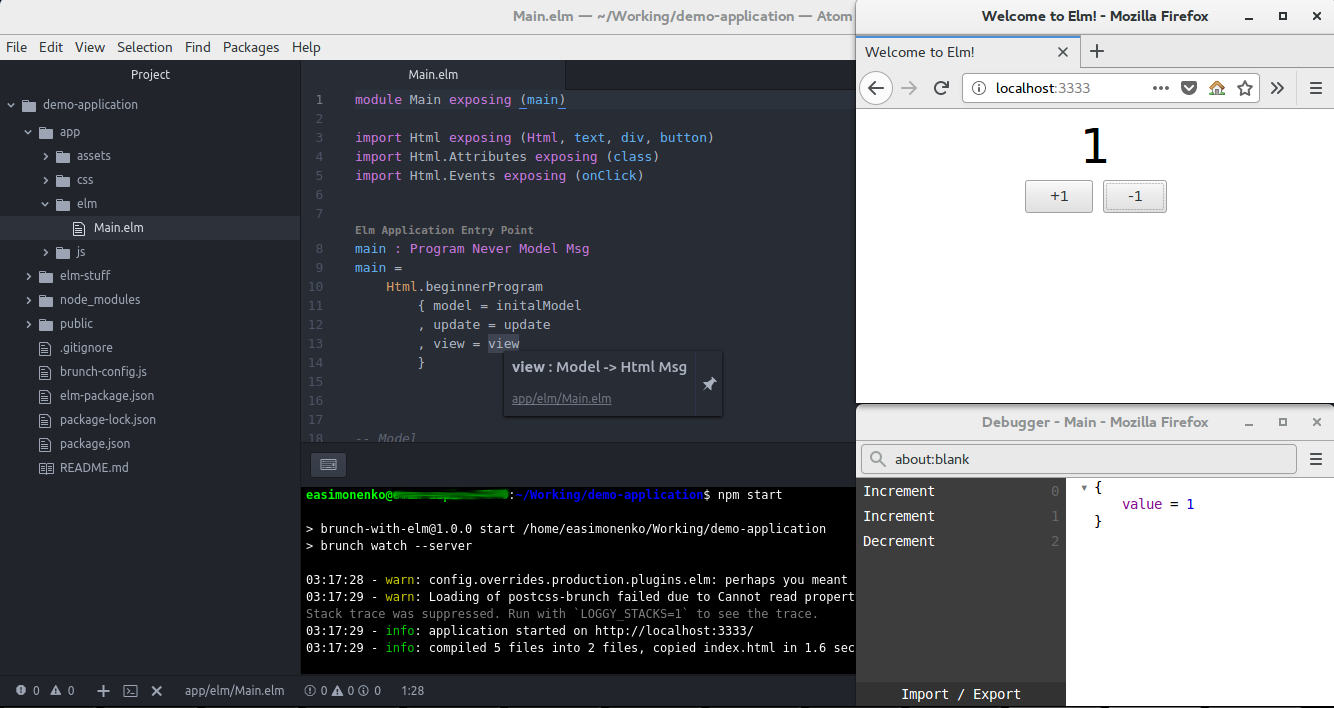 Main.elm — ~/Working/demo-application — Atom
File Edit View Selection Find Packages Help
Project
demo-application
app
assets
css
elm
Main.elm
js
elm-stuff
node_modules
public
.gitignore
brunch-config.js
elm-package.json
package-lock.json
package.json
README.md
Main.elm
1 module Main exposing (main)
2
3 import Html exposing (Html, text, div, button)
4 import Html.Attributes exposing (class)
5 import Html.Events exposing (onClick)
6
7
Elm Application Entry Point
8 main : Program Never Model Msg
9 main =
10 Html.beginnerProgram
11 { model = initalModel
12 , update = update
13 , view = view
14 }
15
16
17
18 -- Model
view : Model -> Html Msg
app/elm/Main.elm
easimonenko@ :~/Working/demo-application$ npm start
> brunch-with-elm@1.0.0 start /home/easimonenko/Working/demo-application
> brunch watch --server
03:17:28 - warn: config.overrides.production.plugins.elm: perhaps you meant
03:17:29 - warn: Loading of postcss-brunch failed due to Cannot read propert
Stack trace was suppressed. Run with `LOGGY_STACKS=1` to see the trace.
03:17:29 - info: application started on http://localhost:3333/
03:17:29 - info: compiled 5 files into 2 files, copied index.html in 1.6 sec
0 0 app/elm/Main.elm 0 0 0 1:28
Welcome to Elm! - Mozilla Firefox
Welcome to Elm!
localhost:3333
1
+1 -1
Debugger - Main - Mozilla Firefox
about:blank
Increment 0
Increment 1
Decrement 2
Import / Export
{
value = 1
}